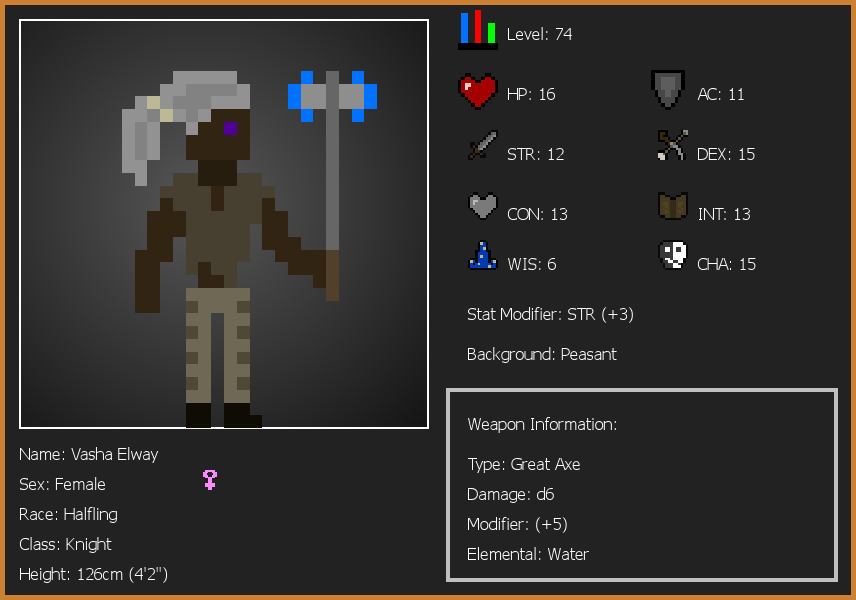 Level: 74
HP: 16
AC: 11
STR: 12
DEX: 15
CON: 13
INT: 13
WIS: 6
CHA: 15
Stat Modifier: STR (+3)
Background: Peasant
Weapon Information:
Type: Great Axe
Damage: d6
Modifier: (+5)
Elemental: Water
Name: Vasha Elway
Sex: Female
Race: Halfling
Class: Knight
Height: 126cm (4'2")